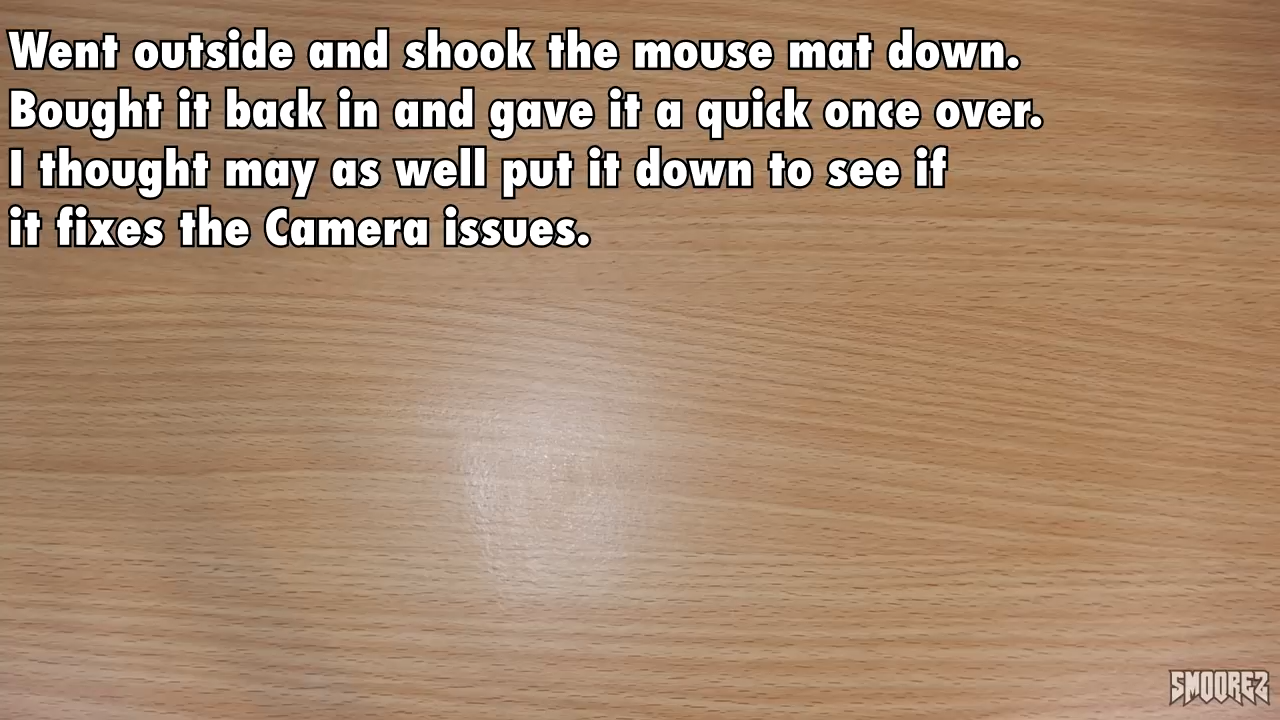 Went outside and shook the mouse mat down.
Bought it back in and gave it a quick once over.
I thought may as well put it down to see if
it fixes the Camera issues.
SMOOREZ